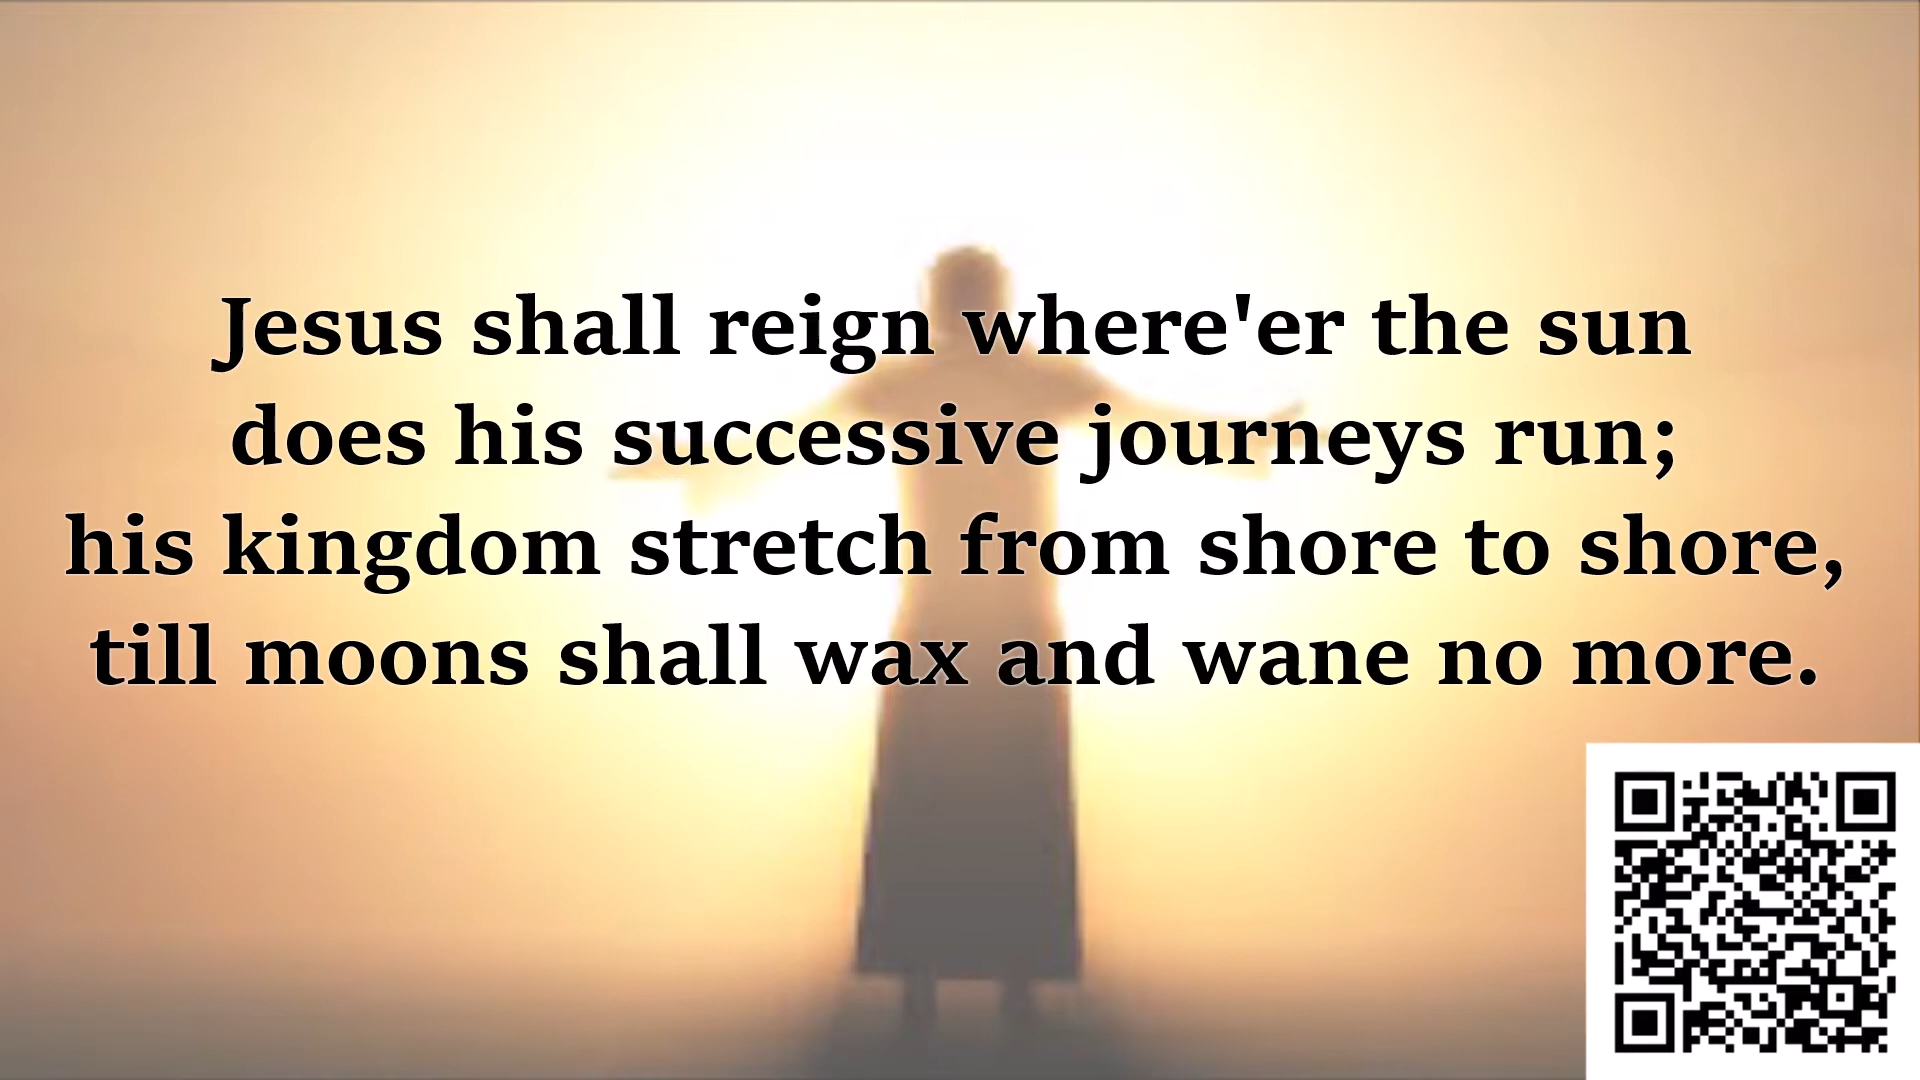 Jesus shall reign where'er the sun
does his successive journeys run;
his kingdom stretch from shore to shore,
till moons shall wax and wane no more.